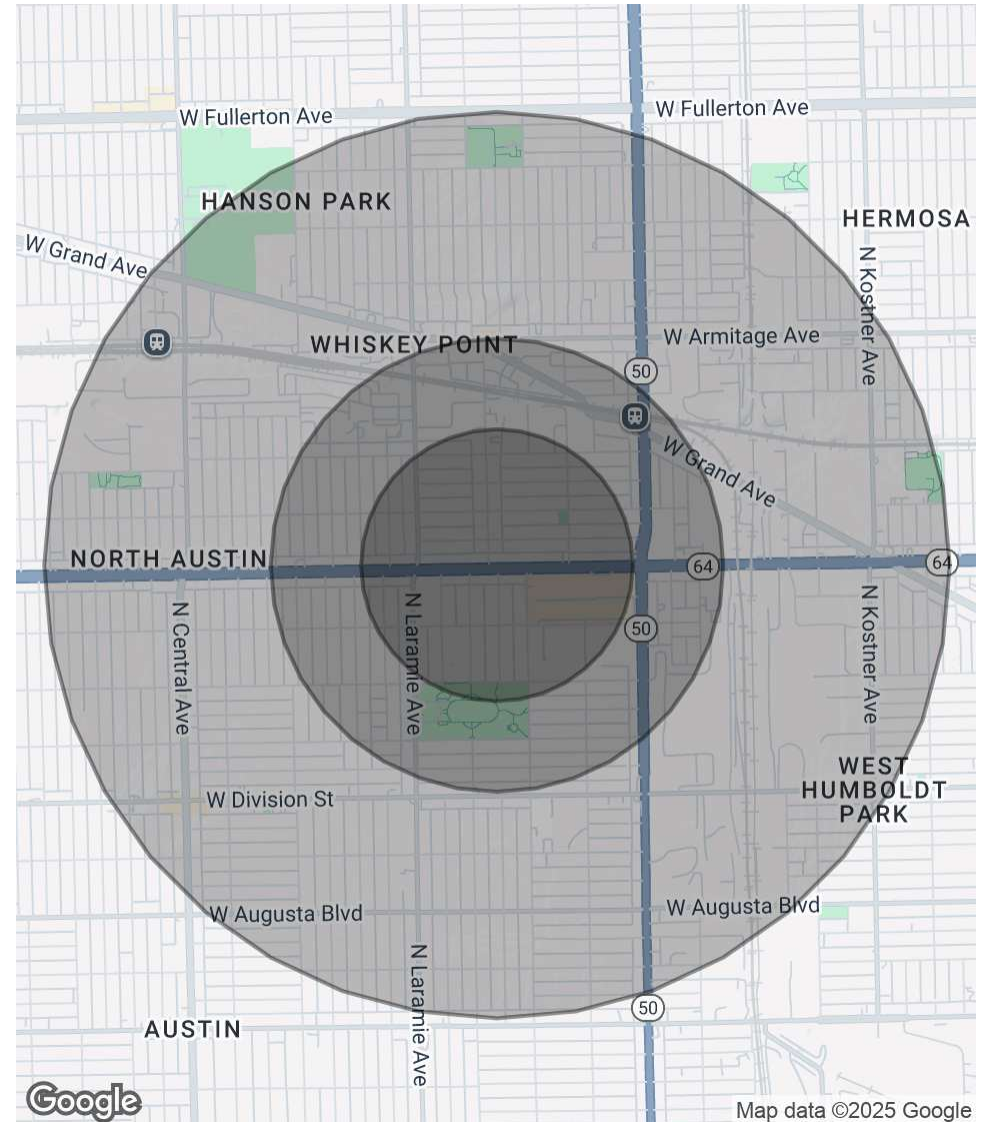 W Fullerton Ave
W Fullerton Ave
HANSON PARK
HERMOSA
W Grand Ave
N Kostner Ave
W Armitage Ave
WHISKEY POINT
50
W Grand Ave
NORTH AUSTIN
64
64
N Central Ave
N Laramie Ave
N Kostner Ave
50
WEST
HUMBOLDT
PARK
W Division St
W Augusta Blvd
W Augusta Blvd
N Laramie Ave
50
AUSTIN
Google
Map data ©2025 Google